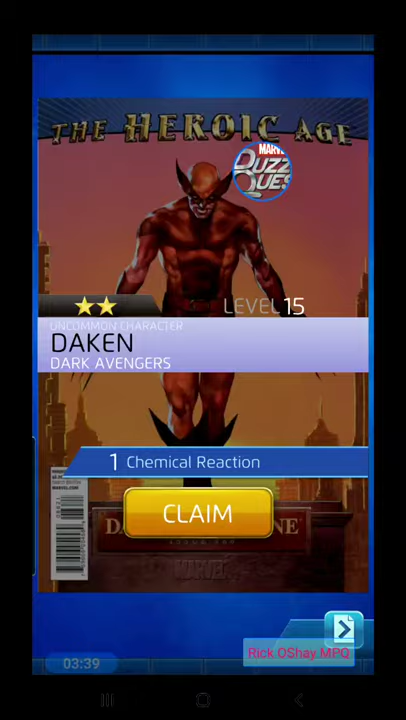 THE HEROIC AGE
MARVEL
PUZZLE
QUEST
LEVEL 15
UNCOMMON CHARACTER
DAKEN
DARK AVENGERS
1 Chemical Reaction
CLAIM
MARVEL
Rick OShay.MPQ
03:39